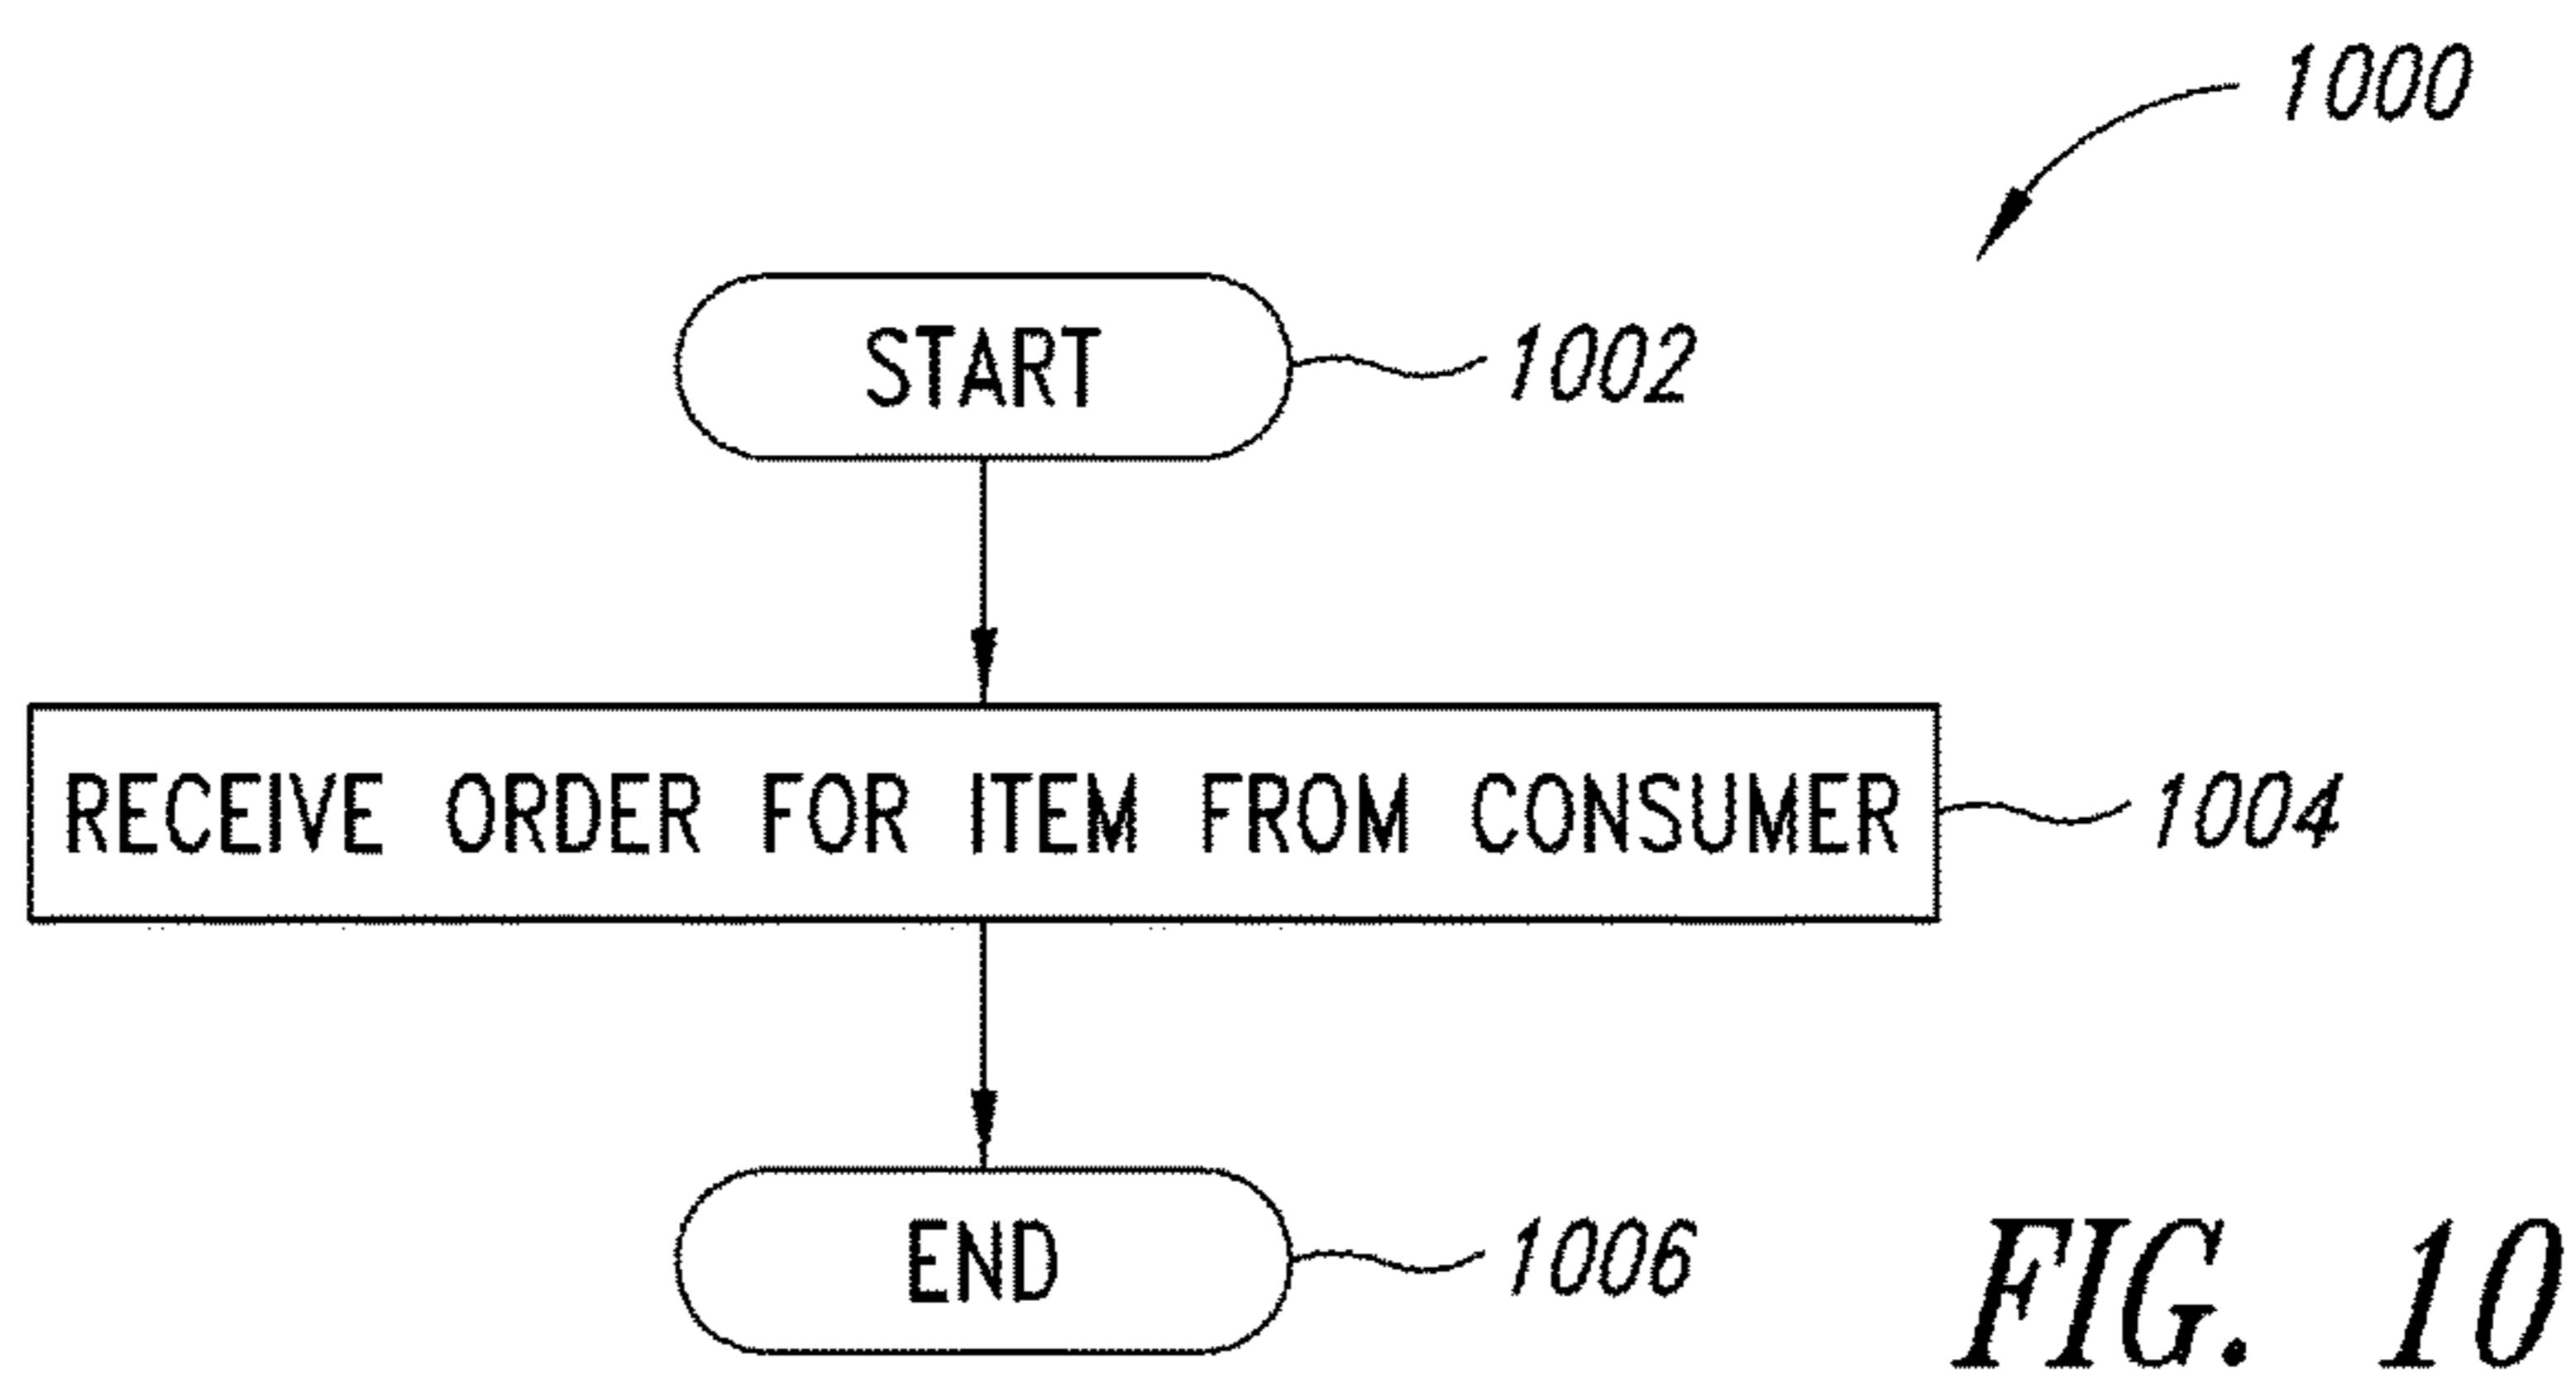 1000
START
1002
RECEIVE ORDER FOR ITEM FROM CONSUMER
1004
END
1006
FIG. 10